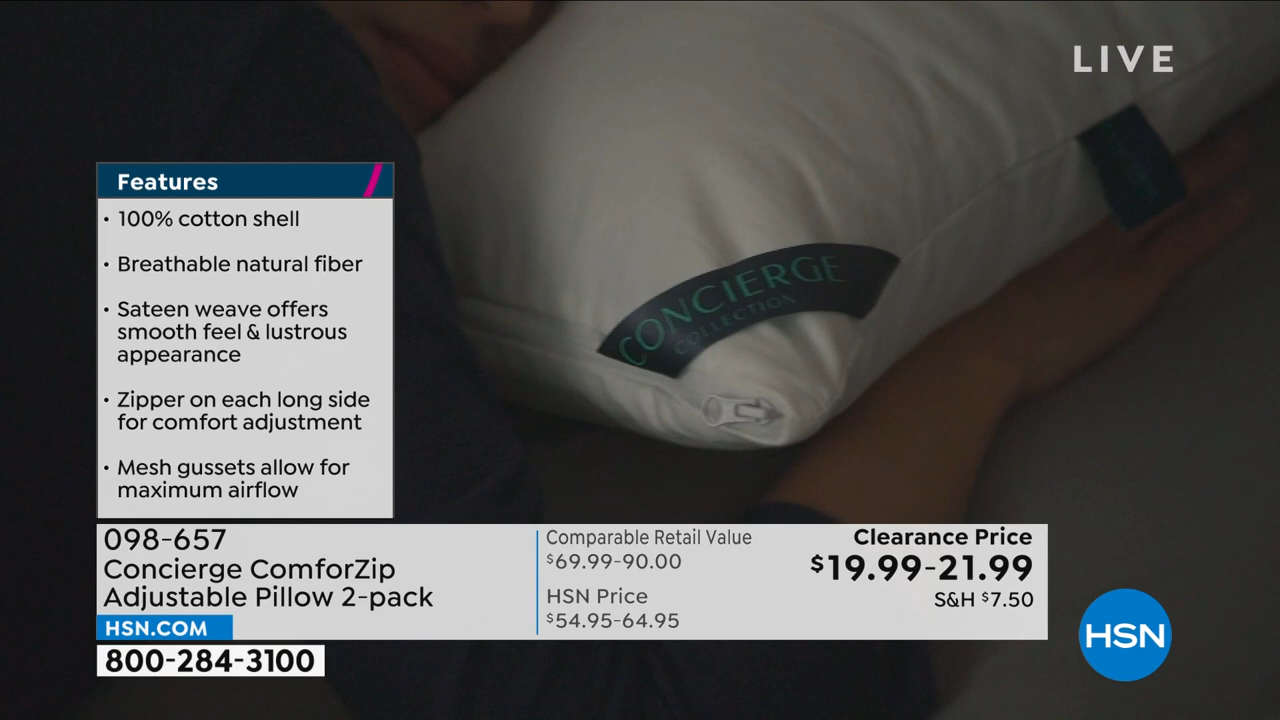 LIVE
Features
• 100% cotton shell
• Breathable natural fiber
• Sateen weave offers
smooth feel & lustrous
appearance
• Zipper on each long side
for comfort adjustment
• Mesh gussets allow for
maximum airflow
CONCIERGE
COLLECTION
098-657
Concierge ComforZip
Adjustable Pillow 2-pack
HSN.COM
800-284-3100
Comparable Retail Value
$69.99-90.00
HSN Price
$54.95-64.95
Clearance Price
$19.99-21.99
S&H $7.50
HSN